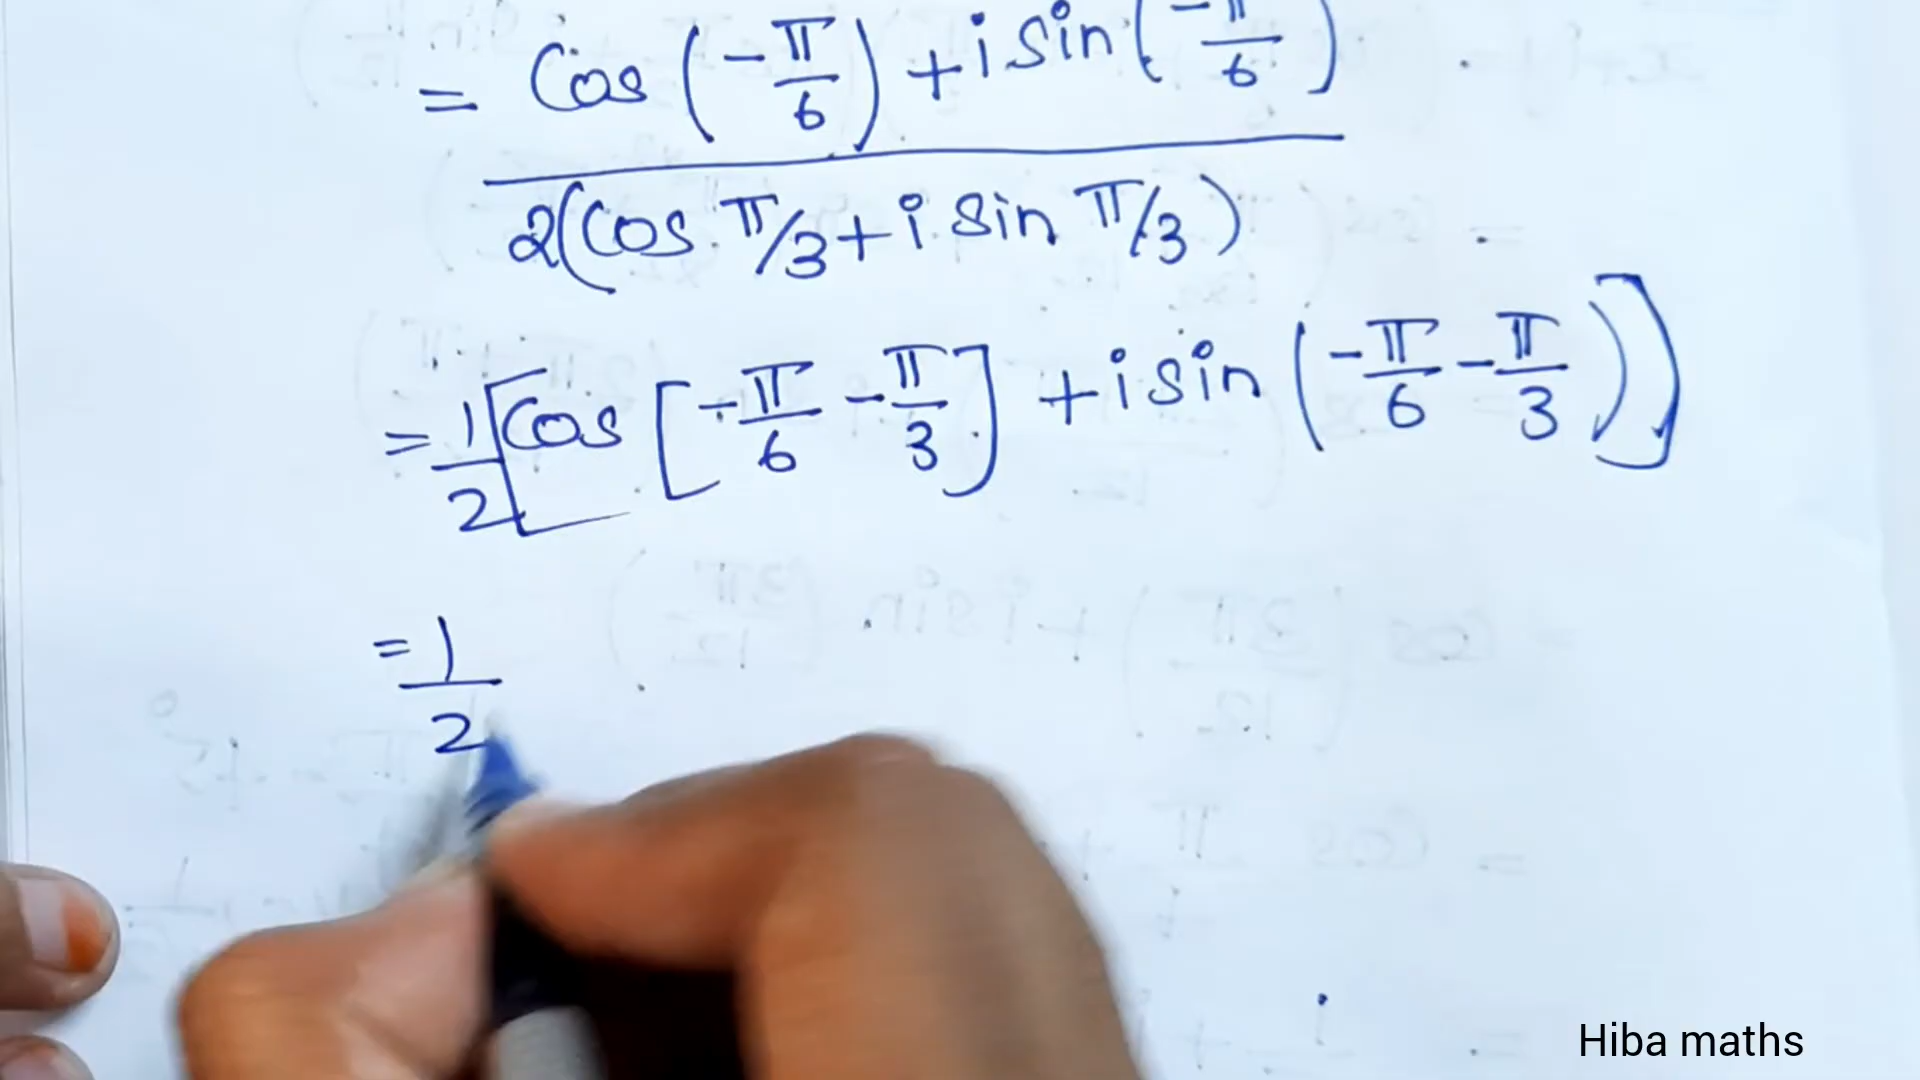 = Cos (-π/6) + i sin (-π/6)
2(Cos π/3 + i sin π/3)
= 1/2 [Cos [-π/6 - π/3] + i sin (-π/6 - π/3)]
= 1/2
Hiba maths